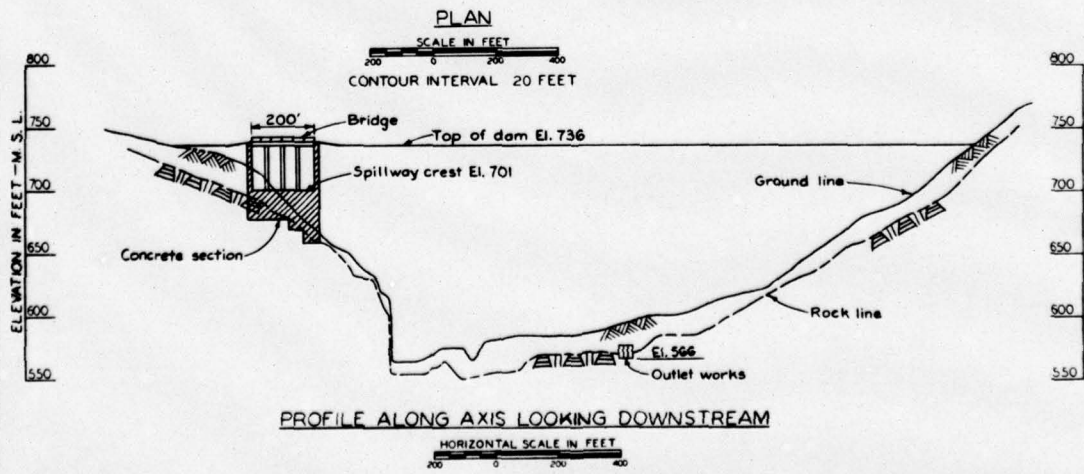 PLAN
SCALE IN FEET
200 0 200 400
CONTOUR INTERVAL 20 FEET
800
750
700
650
600
550
ELEVATION IN FEET - M. S. L.
200'
Bridge
Top of dam El. 736
Spillway crest El. 701
Concrete section
Ground line
Rock line
El. 566
Outlet works
800
750
700
650
600
550
PROFILE ALONG AXIS LOOKING DOWNSTREAM
HORIZONTAL SCALE IN FEET
200 0 200 400